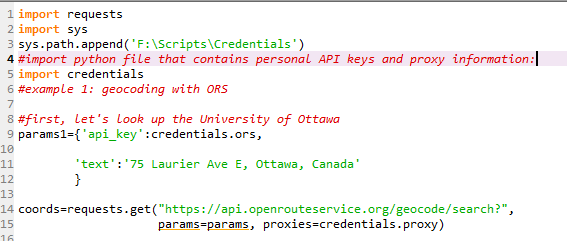 1 import requests
2 import sys
3 sys.path.append('F:\Scripts\Credentials')
4 #import python file that contains personal API keys and proxy information:
5 import credentials
6 #example 1: geocoding with ORS
7
8 #first, let's look up the University of Ottawa
9 params1={'api_key':credentials.ors,
10
11         'text':'75 Laurier Ave E, Ottawa, Canada'
12         }
13
14 coords=requests.get("https://api.openrouteservice.org/geocode/search?",
15                    params=params, proxies=credentials.proxy)
16